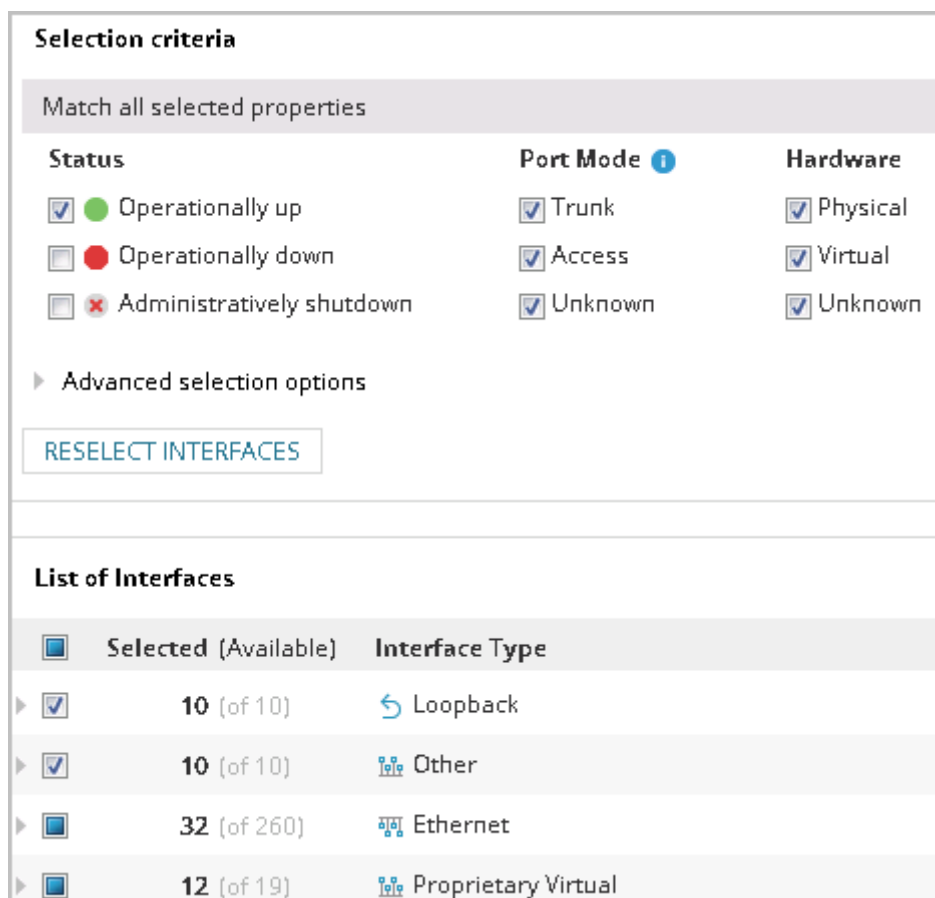 Selection criteria
Match all selected properties
Status Port Mode Hardware
Operationally up Trunk Physical
Operationally down Access Virtual
Administratively shutdown Unknown Unknown
Advanced selection options
RESELECT INTERFACES
List of Interfaces
Selected (Available) Interface Type
10 (of 10) Loopback
10 (of 10) Other
32 (of 260) Ethernet
12 (of 19) Proprietary Virtual